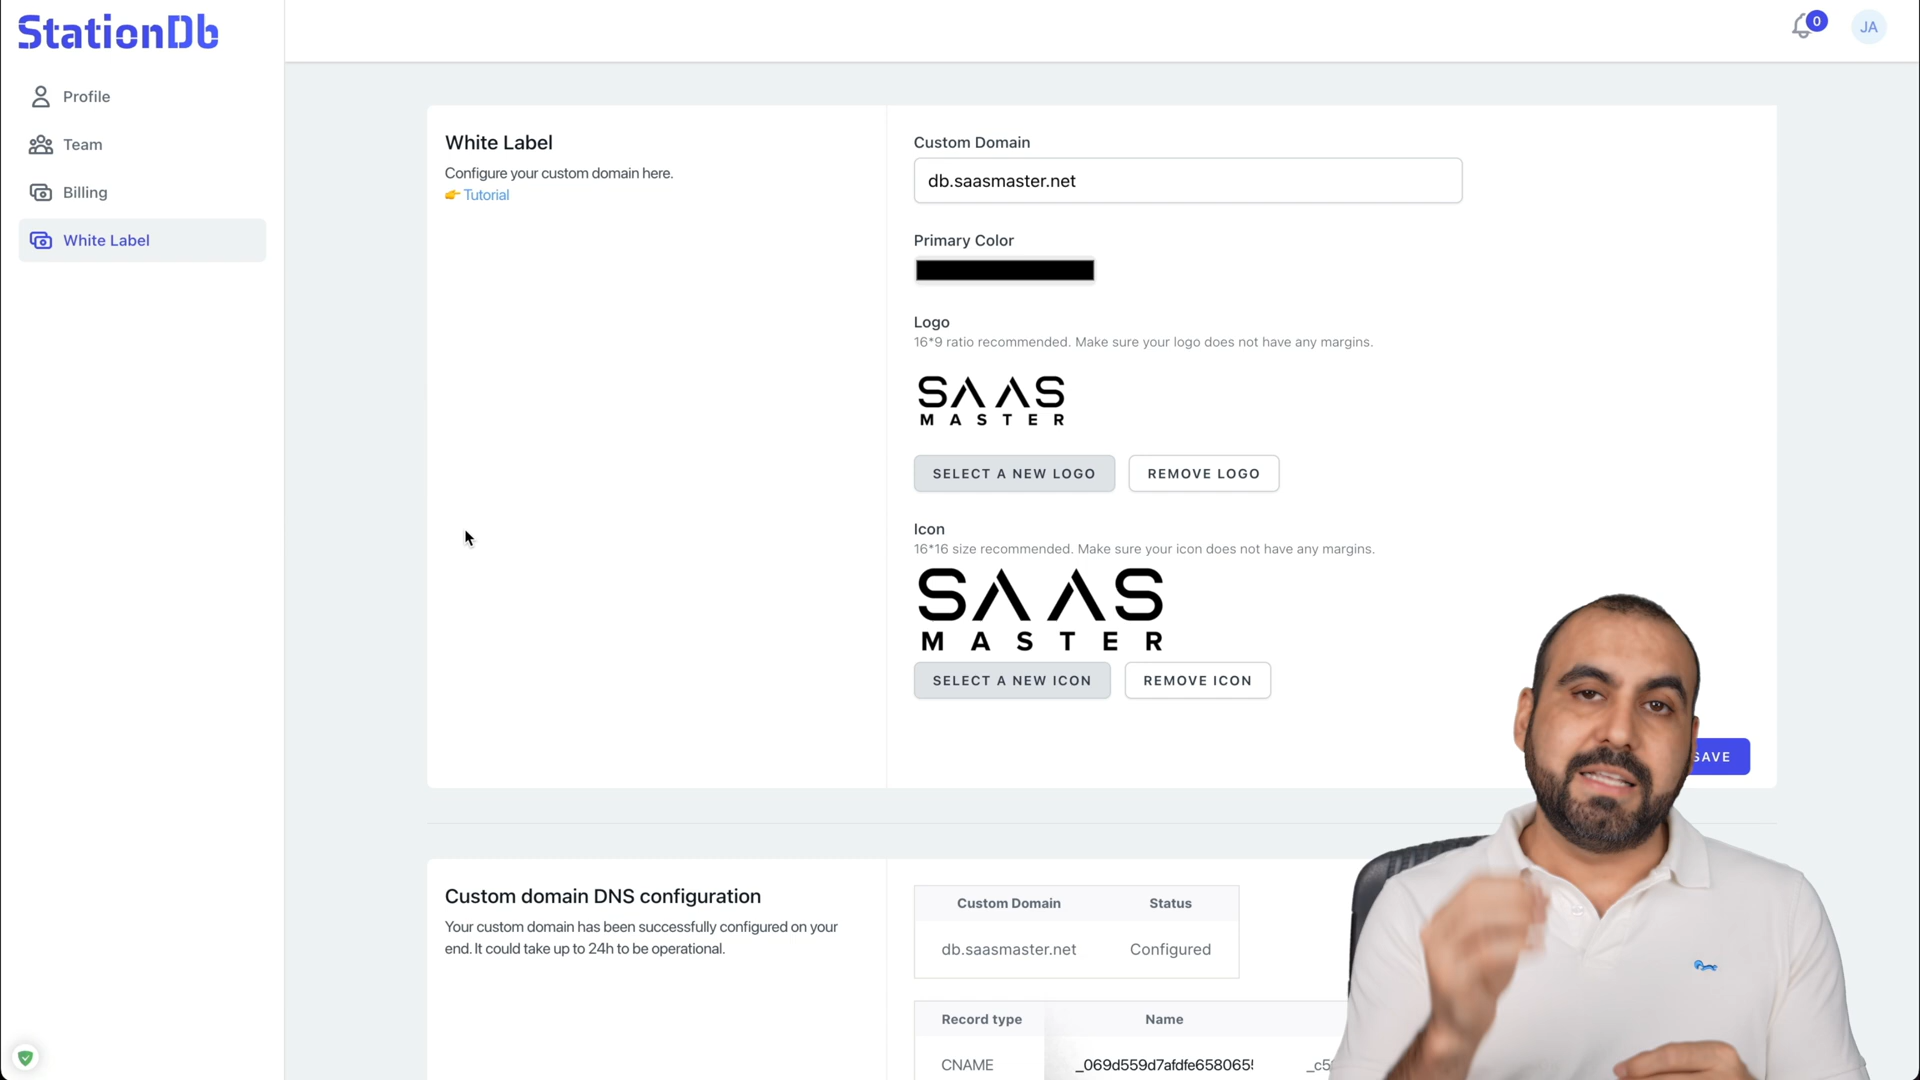 StationDb
0
JA
Profile
Team
Billing
White Label
White Label
Configure your custom domain here.
👉 Tutorial
Custom Domain
db.saasmaster.net
Primary Color
Logo
16*9 ratio recommended. Make sure your logo does not have any margins.
SAAS
MASTER
SELECT A NEW LOGO
REMOVE LOGO
Icon
16*16 size recommended. Make sure your icon does not have any margins.
SAAS
MASTER
SELECT A NEW ICON
REMOVE ICON
SAVE
Custom domain DNS configuration
Your custom domain has been successfully configured on your
end. It could take up to 24h to be operational.
Custom Domain Status
db.saasmaster.net Configured
Record type Name
CNAME _069d559d7afdfe658065